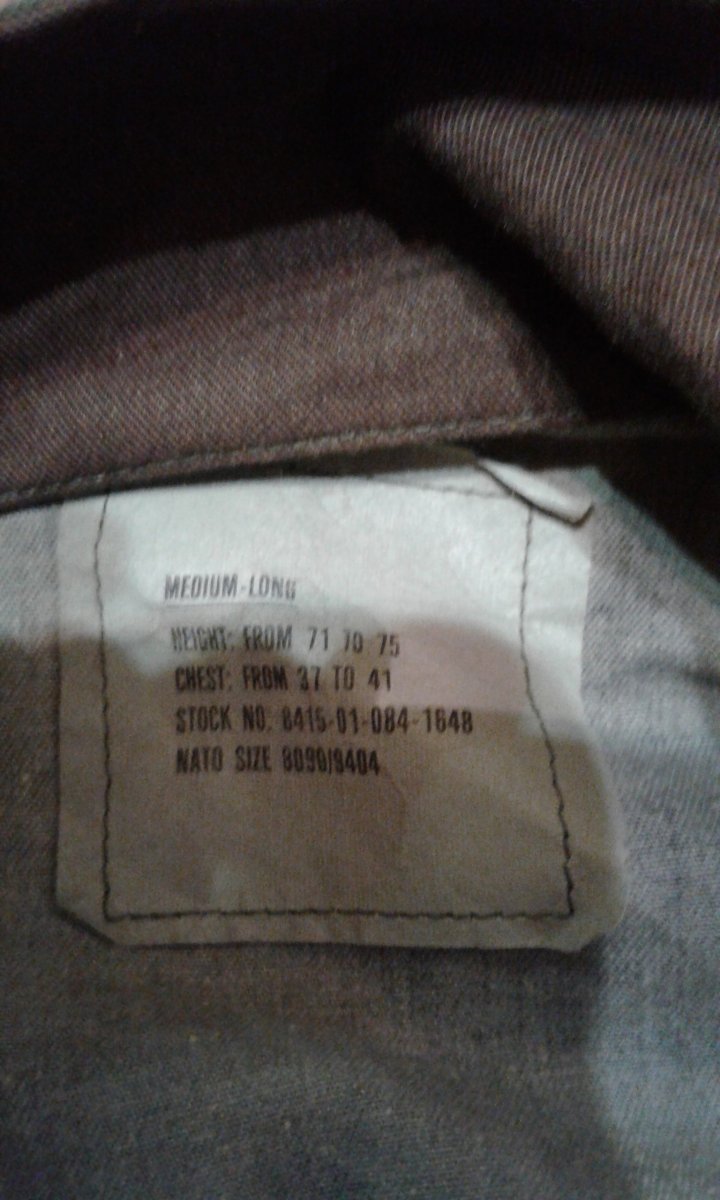 MEDIUM-LONG
HEIGHT: FROM 71 TO 75
CHEST: FROM 37 TO 41
STOCK NO. 8415-01-084-1648
NATO SIZE 8090/9404